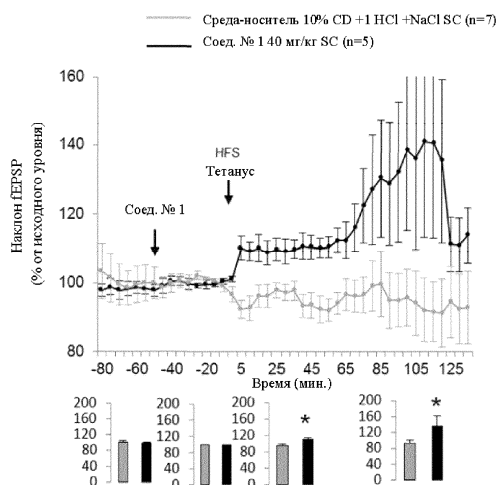 Среда-носитель 10% CD +1 HCl +NaCl SC (n=7)
Соед. № 1 40 мг/кг SC (n=5)
Наклон fEPSP
(% от исходного уровня)
160
140
120
100
80
HFS
Тетанус
Соед. № 1
-80 -60 -40 -20 5 25 45 65 85 105 125
Время (мин.)
200 200 200 200
160 160 160 160
120 120 120 120
80 80 80 80
40 40 40 40
0 0 0 0
* *